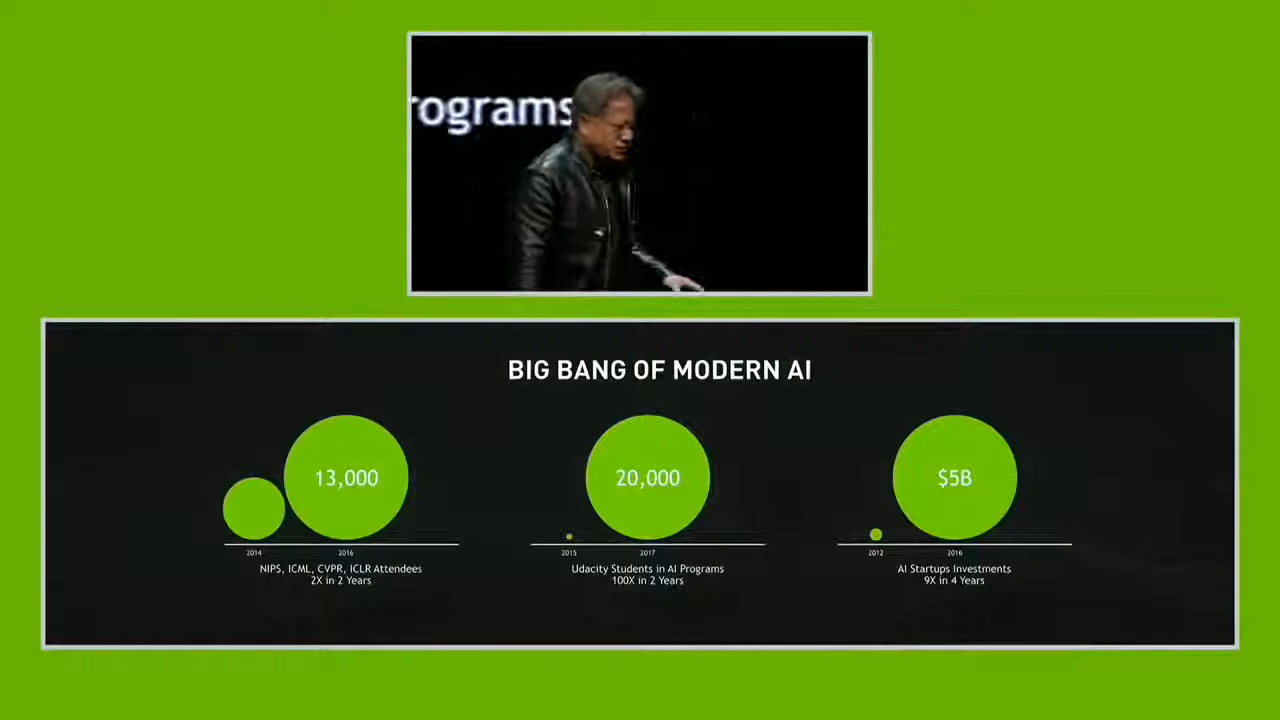 rograms
BIG BANG OF MODERN AI
13,000
2014
2016
NIPS, ICML, CVPR, ICLR Attendees
2X in 2 Years
20,000
2015
2017
Udacity Students in AI Programs
100X in 2 Years
$5B
2012
2016
AI Startups Investments
9X in 4 Years